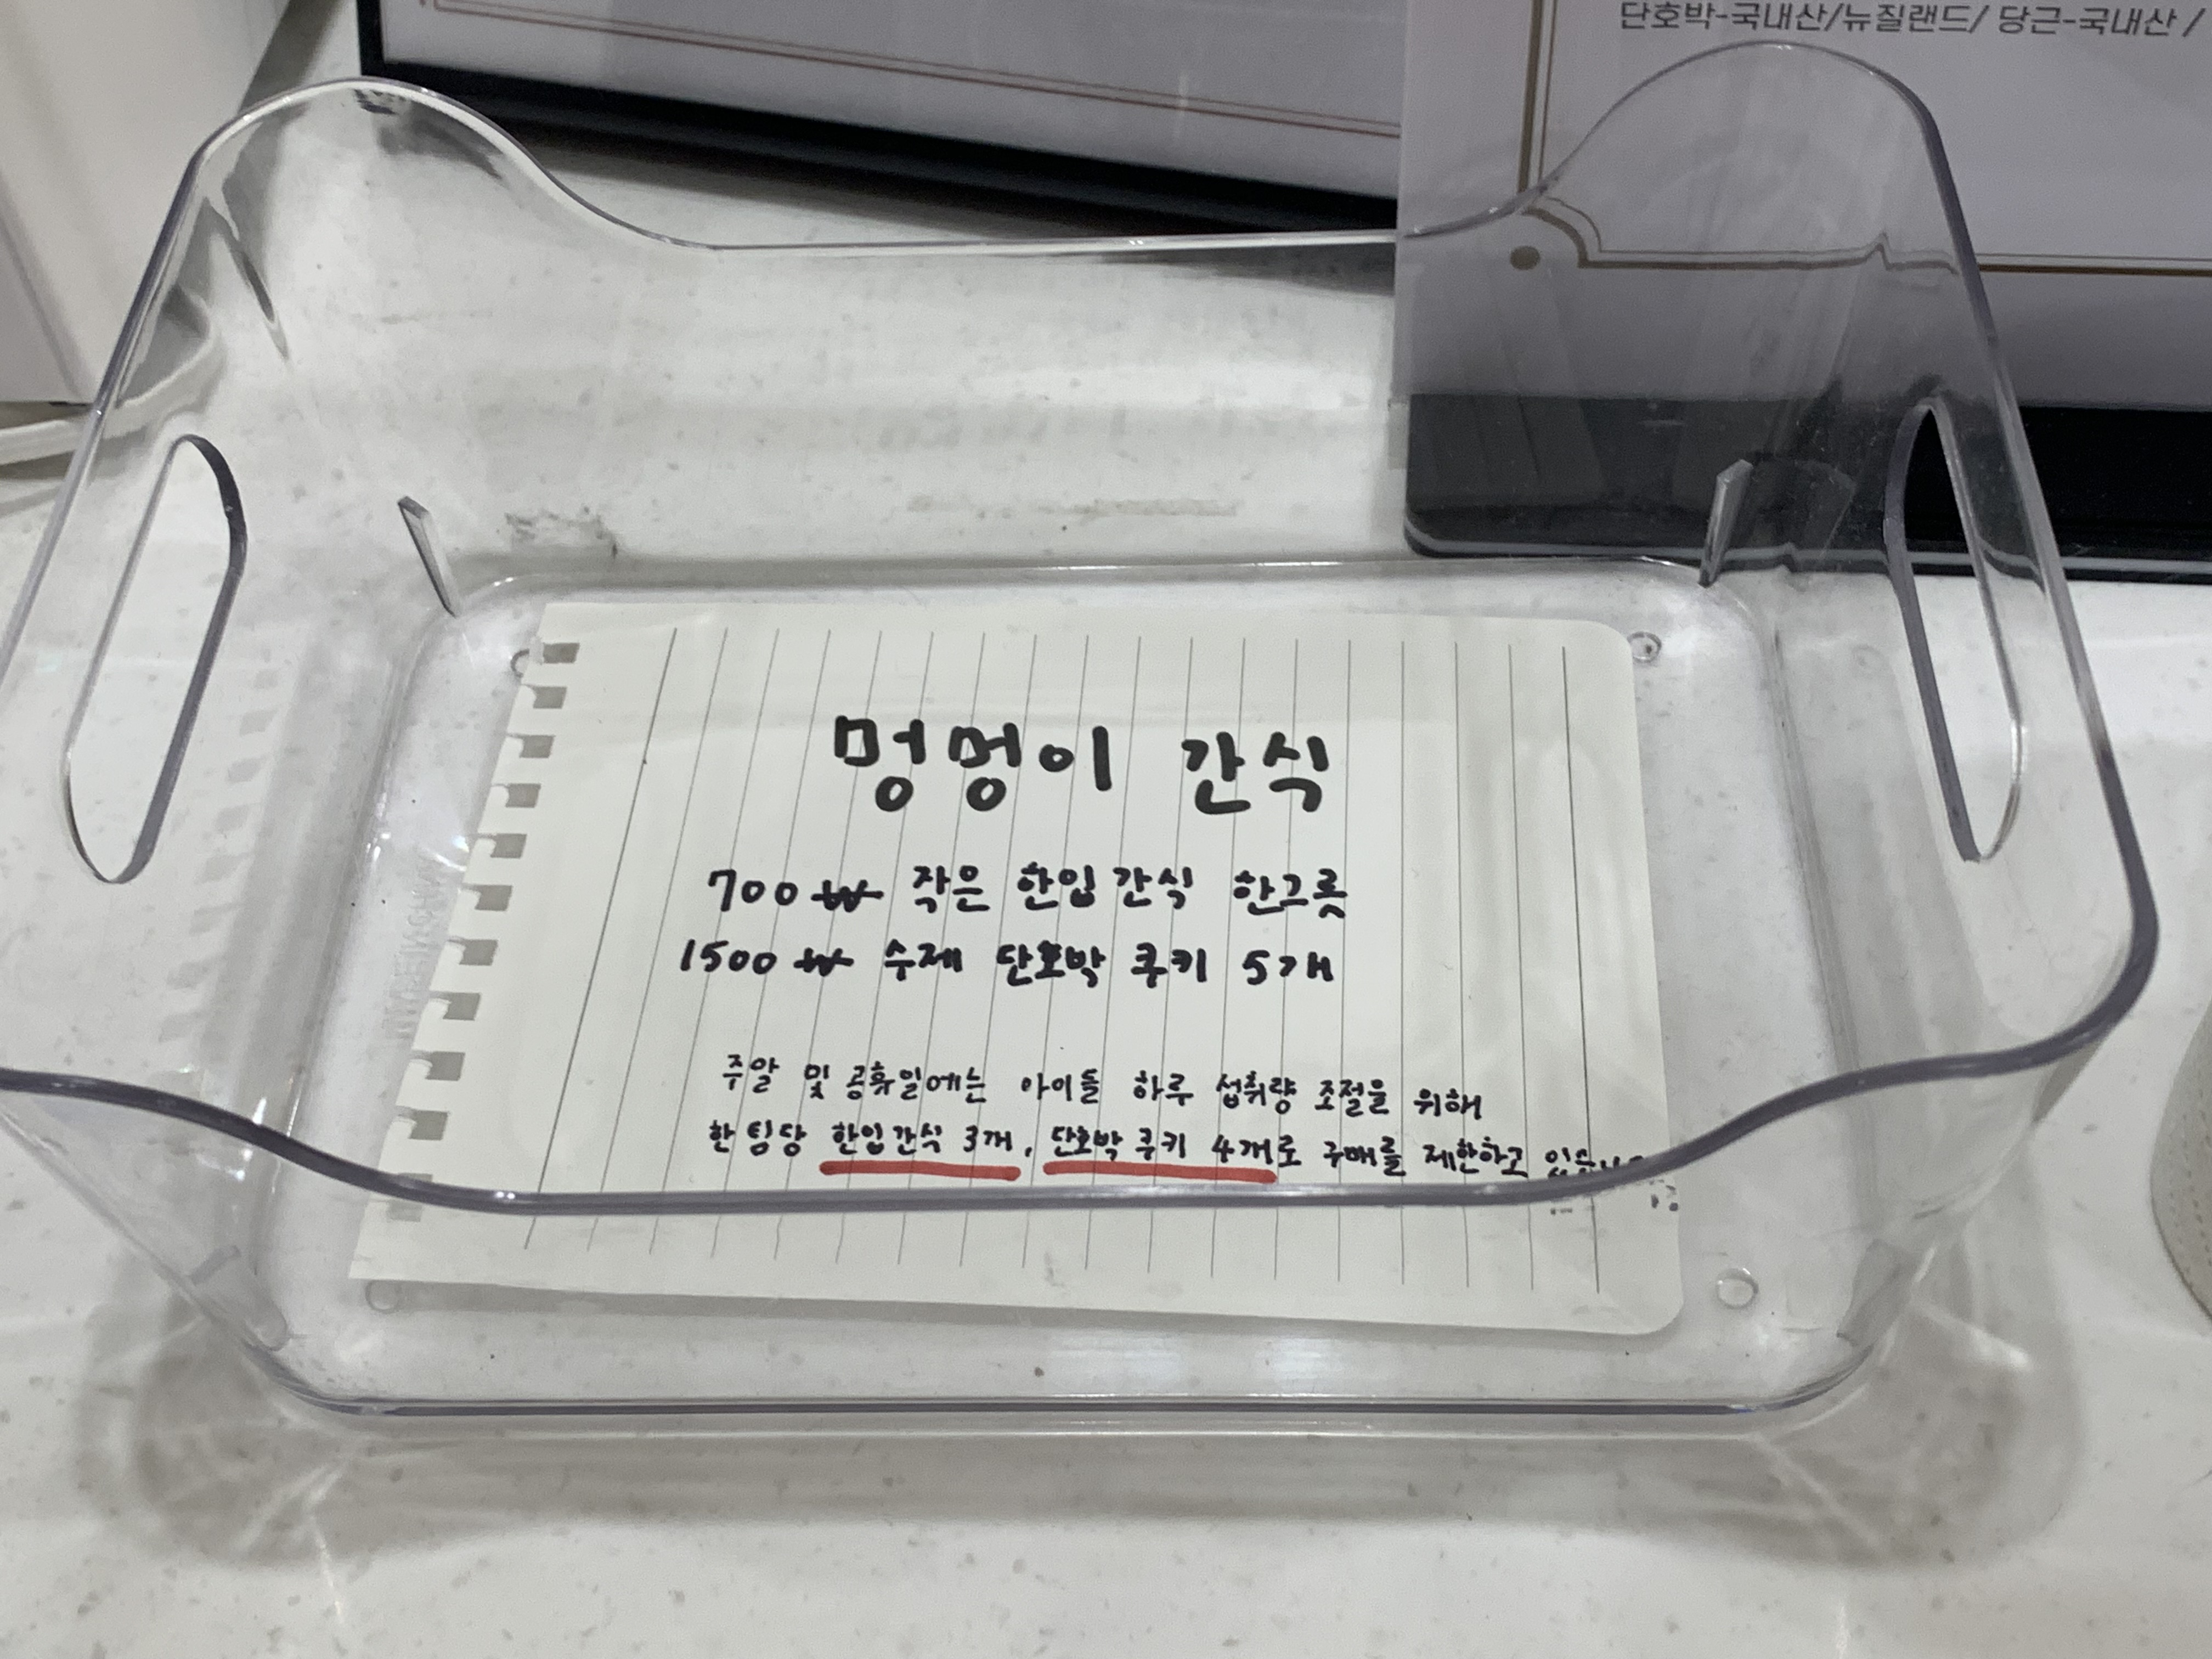 단호박-국내산/뉴질랜드/ 당근-국내산 /
멍멍이 간식
700₩ 작은 한입간식 한그릇
1500₩ 수제 단호박 쿠키 5개
주알 및 공휴일에는 아이들 하루 섭취량 조절을 위해
한 팀당 한입간식 3개, 단호박 쿠키 4개로 구매를 제한하고